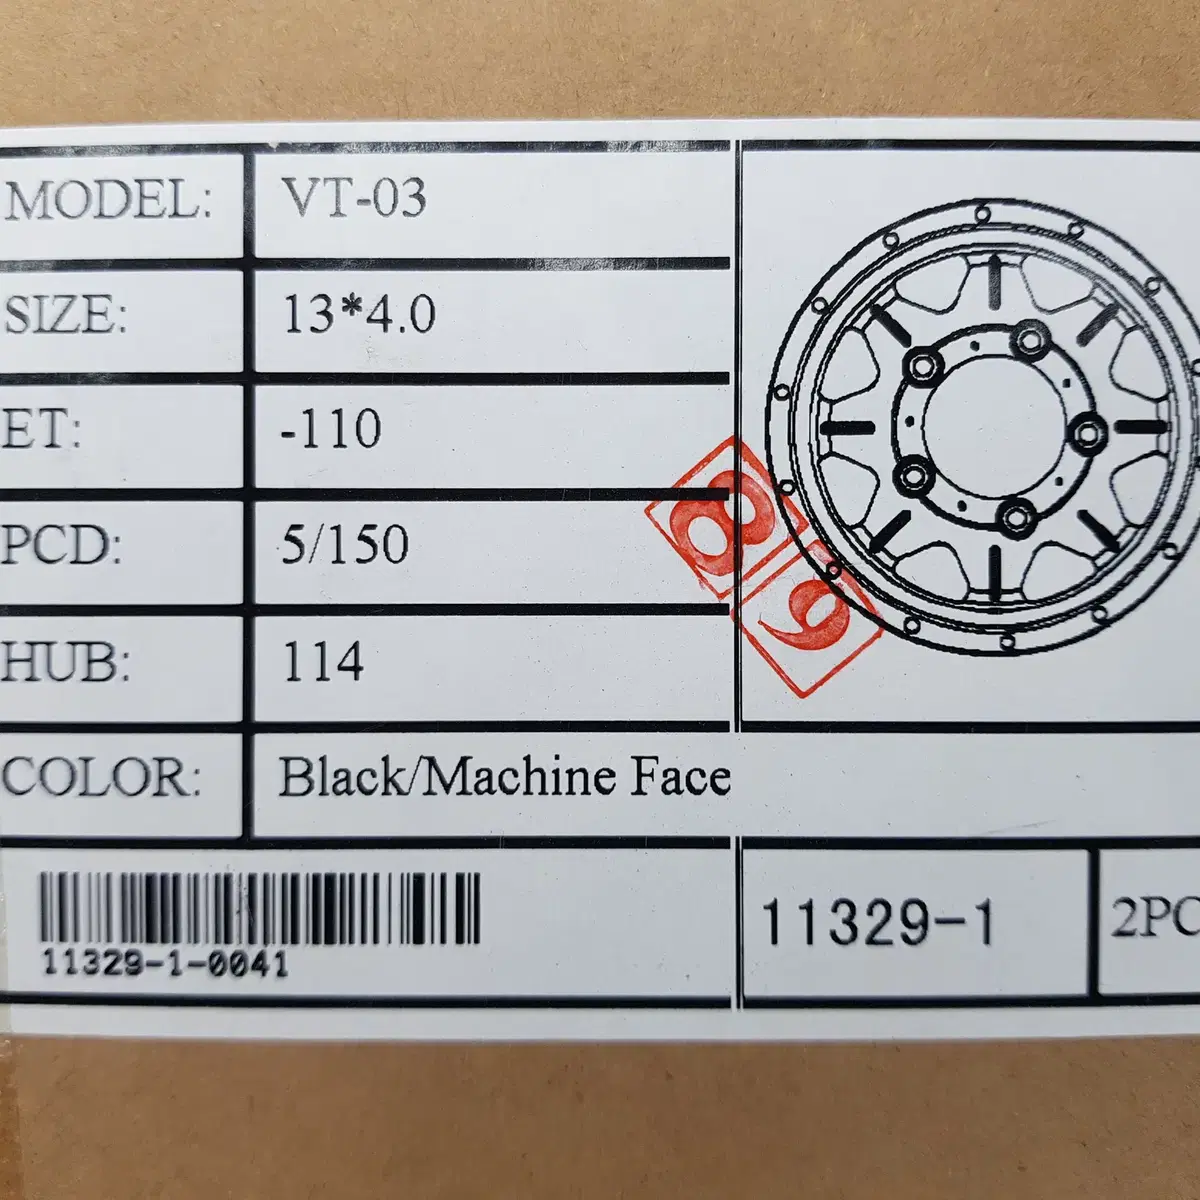 MODEL: VT-03
SIZE: 13*4.0
ET: -110
PCD: 5/150
HUB: 114
COLOR: Black/Machine Face
11329-1 2PC
11329-1-0041
8
9